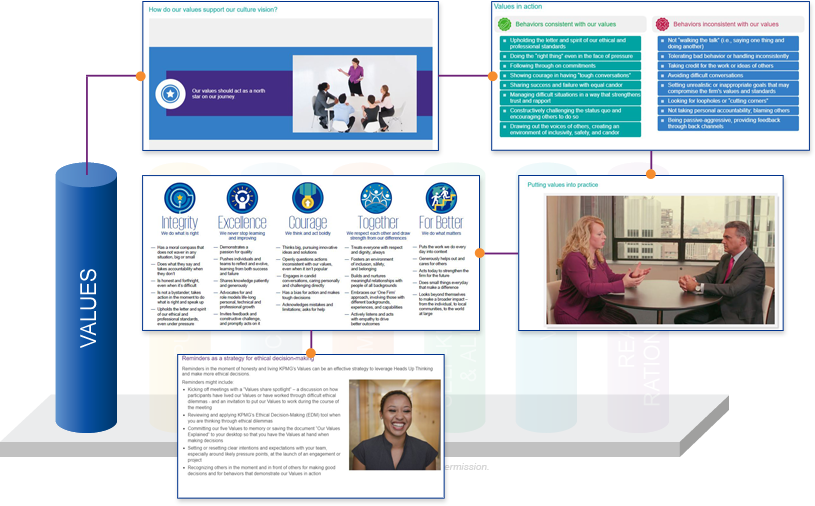 How do our values support our culture vision?
Our values should act as a north
star on our journey
Values in action
Behaviors consistent with our values
Upholding the letter and spirit of our ethical and
professional standards
Doing the "right thing" even in the face of pressure
Following through on commitments
Showing courage in having "tough conversations"
Sharing success and failure with equal candor
Managing difficult situations in a way that strengthens
trust and rapport
Constructively challenging the status quo and
encouraging others to do so
Drawing out the voices of others, creating an
environment of inclusivity, safety, and candor
Behaviors inconsistent with our values
Not "walking the talk" (i.e., saying one thing and
doing another)
Tolerating bad behavior or handling inconsistently
Taking credit for the work or ideas of others
Avoiding difficult conversations
Setting unrealistic or inappropriate goals that may
compromise the firm's values and standards
Looking for loopholes or "cutting corners"
Not taking personal accountability; blaming others
Being passive-aggressive, providing feedback
through back channels
VALUES
Integrity
We do what is right
— Has a moral compass that
does not waver in any
situation, big or small
— Does what they say and
takes accountability when
they don't
— Is honest and forthright,
even when it's difficult
— Is not a bystander, takes
action in the moment to do
what is right and speak up
— Upholds the letter and spirit
of our ethical and
professional standards,
even under pressure
Excellence
We never stop learning
and improving
— Demonstrates a
passion for quality
— Pushes individuals and
teams to reflect and evolve,
learning from both success
and failure
— Shares knowledge patiently
and generously
— Advocates for and
role models life-long
personal, technical and
professional growth
— Invites feedback and
constructive challenge,
and promptly acts on it
Courage
We think and act boldly
— Thinks big, pursuing innovative
ideas and solutions
— Openly questions actions
inconsistent with our values,
even when it isn't popular
— Engages in candid
conversations, caring personally
and challenging directly
— Has a bias for action and makes
tough decisions
— Acknowledges mistakes and
limitations; asks for help
Together
We respect each other and draw
strength from our differences
— Treats everyone with respect
and dignity, always
— Fosters an environment
of inclusion, safety,
and belonging
— Builds and nurtures
meaningful relationships with
people of all backgrounds
— Embraces our 'One Firm'
approach, involving those with
different backgrounds,
experiences, and capabilities
— Actively listens and acts
with empathy to drive
better outcomes
For Better
We do what matters
— Puts the work we do every
day into context
— Generously helps out and
cares for others
— Acts today to strengthen the
firm for the future
— Does small things everyday
that make a difference
— Looks beyond themselves
to make a broader impact –
from the individual, to local
communities, to the world
at large
Putting values into practice
Reminders as a strategy for ethical decision-making
Reminders in the moment of honesty and living KPMG's Values can be an effective strategy to leverage Heads Up Thinking
and make more ethical decisions.
Reminders might include:
Kicking off meetings with a "Values share spotlight" – a discussion on how
participants have lived our Values or have worked through difficult ethical
dilemmas - and an invitation to put our Values to work during the course of
the meeting
Reviewing and applying KPMG's Ethical Decision-Making (EDM) tool when
you are thinking through ethical dilemmas
Committing our five Values to memory or saving the document "Our Values
Explained" to your desktop so that you have the Values at hand when
making decisions
Setting or resetting clear intentions and expectations with your team,
especially around likely pressure points, at the launch of an engagement or
project
Recognizing others in the moment and in front of others for making good
decisions and for behaviors that demonstrate our Values in action